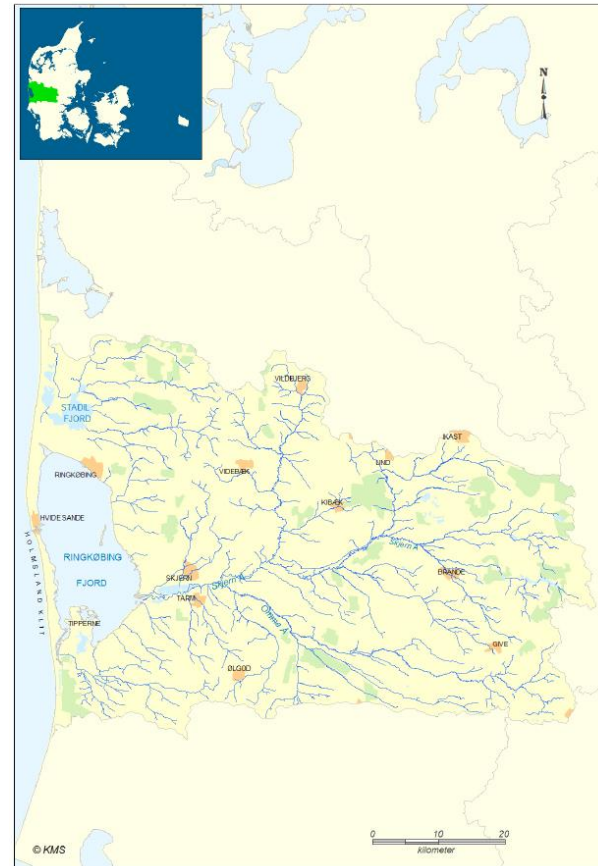 N
VILDBJERG
STADIL
FJORD
IKAST
LIND
RINGKØBING
VIDEBÆK
KIBÆK
HVIDE SANDE
Skjern Å
RINGKØBING
FJORD
HOLMSLAND KLIT
BRANDE
SKJERN
Skjern Å
TARM
Omme Å
TIPPERNE
GIVE
ØLGOD
0 10 20
kilometer
© KMS